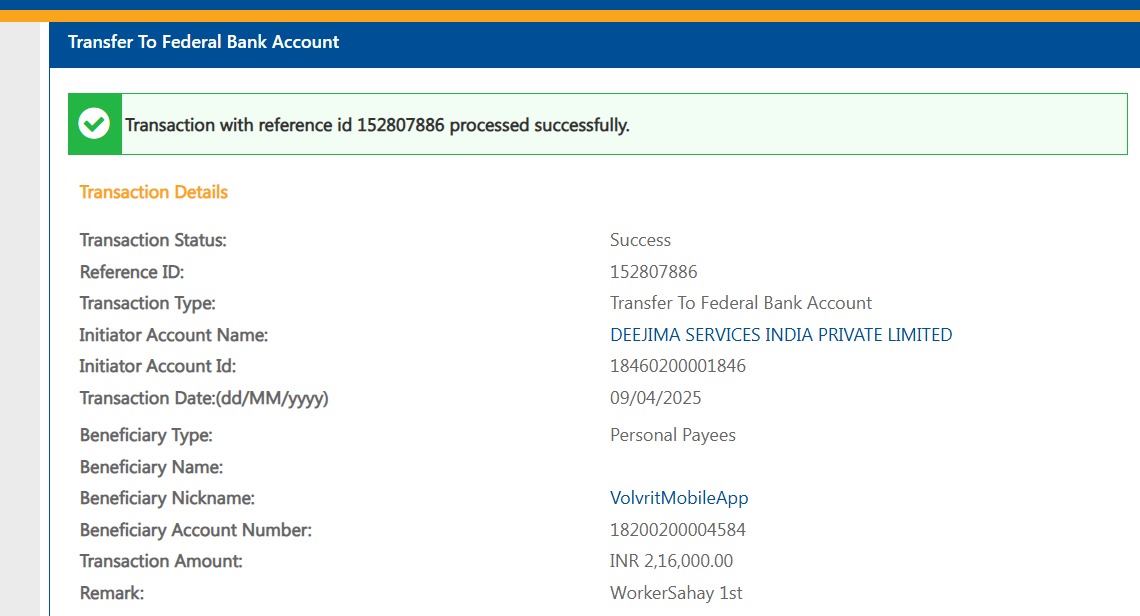 Transfer To Federal Bank Account
Transaction with reference id 152807886 processed successfully.
Transaction Details
Transaction Status: Success
Reference ID: 152807886
Transaction Type: Transfer To Federal Bank Account
Initiator Account Name: DEEJIMA SERVICES INDIA PRIVATE LIMITED
Initiator Account Id: 18460200001846
Transaction Date:(dd/MM/yyyy) 09/04/2025
Beneficiary Type: Personal Payees
Beneficiary Name:
Beneficiary Nickname: VolvritMobileApp
Beneficiary Account Number: 18200200004584
Transaction Amount: INR 2,16,000.00
Remark: WorkerSahay 1st